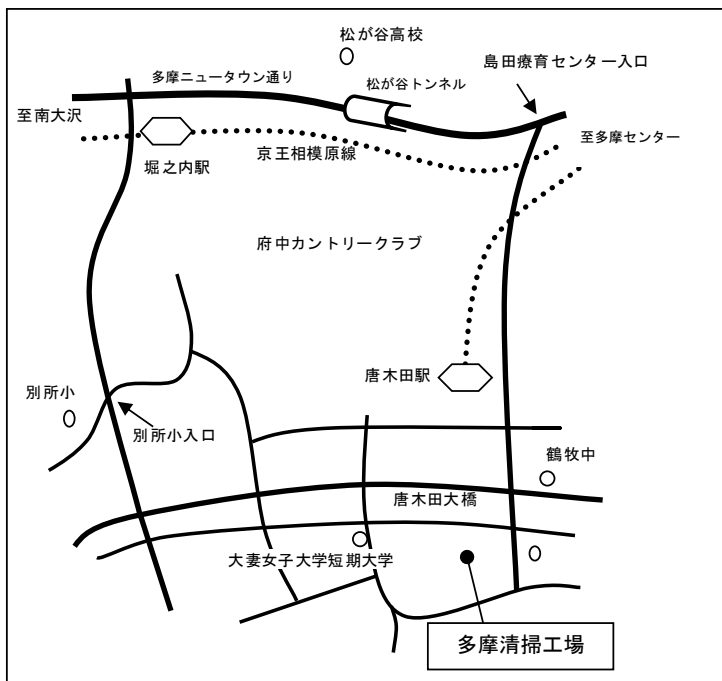 松が谷高校
島田療育センター入口
多摩ニュータウン通り
松が谷トンネル
至南大沢
至多摩センター
京王相模原線
堀之内駅
府中カントリークラブ
唐木田駅
別所小
別所小入口
鶴牧中
唐木田大橋
大妻女子大学短期大学
多摩清掃工場